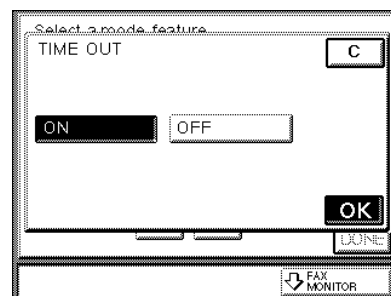 Select a mode feature
TIME OUT
C
ON
OFF
OK
DONE
FAX
MONITOR